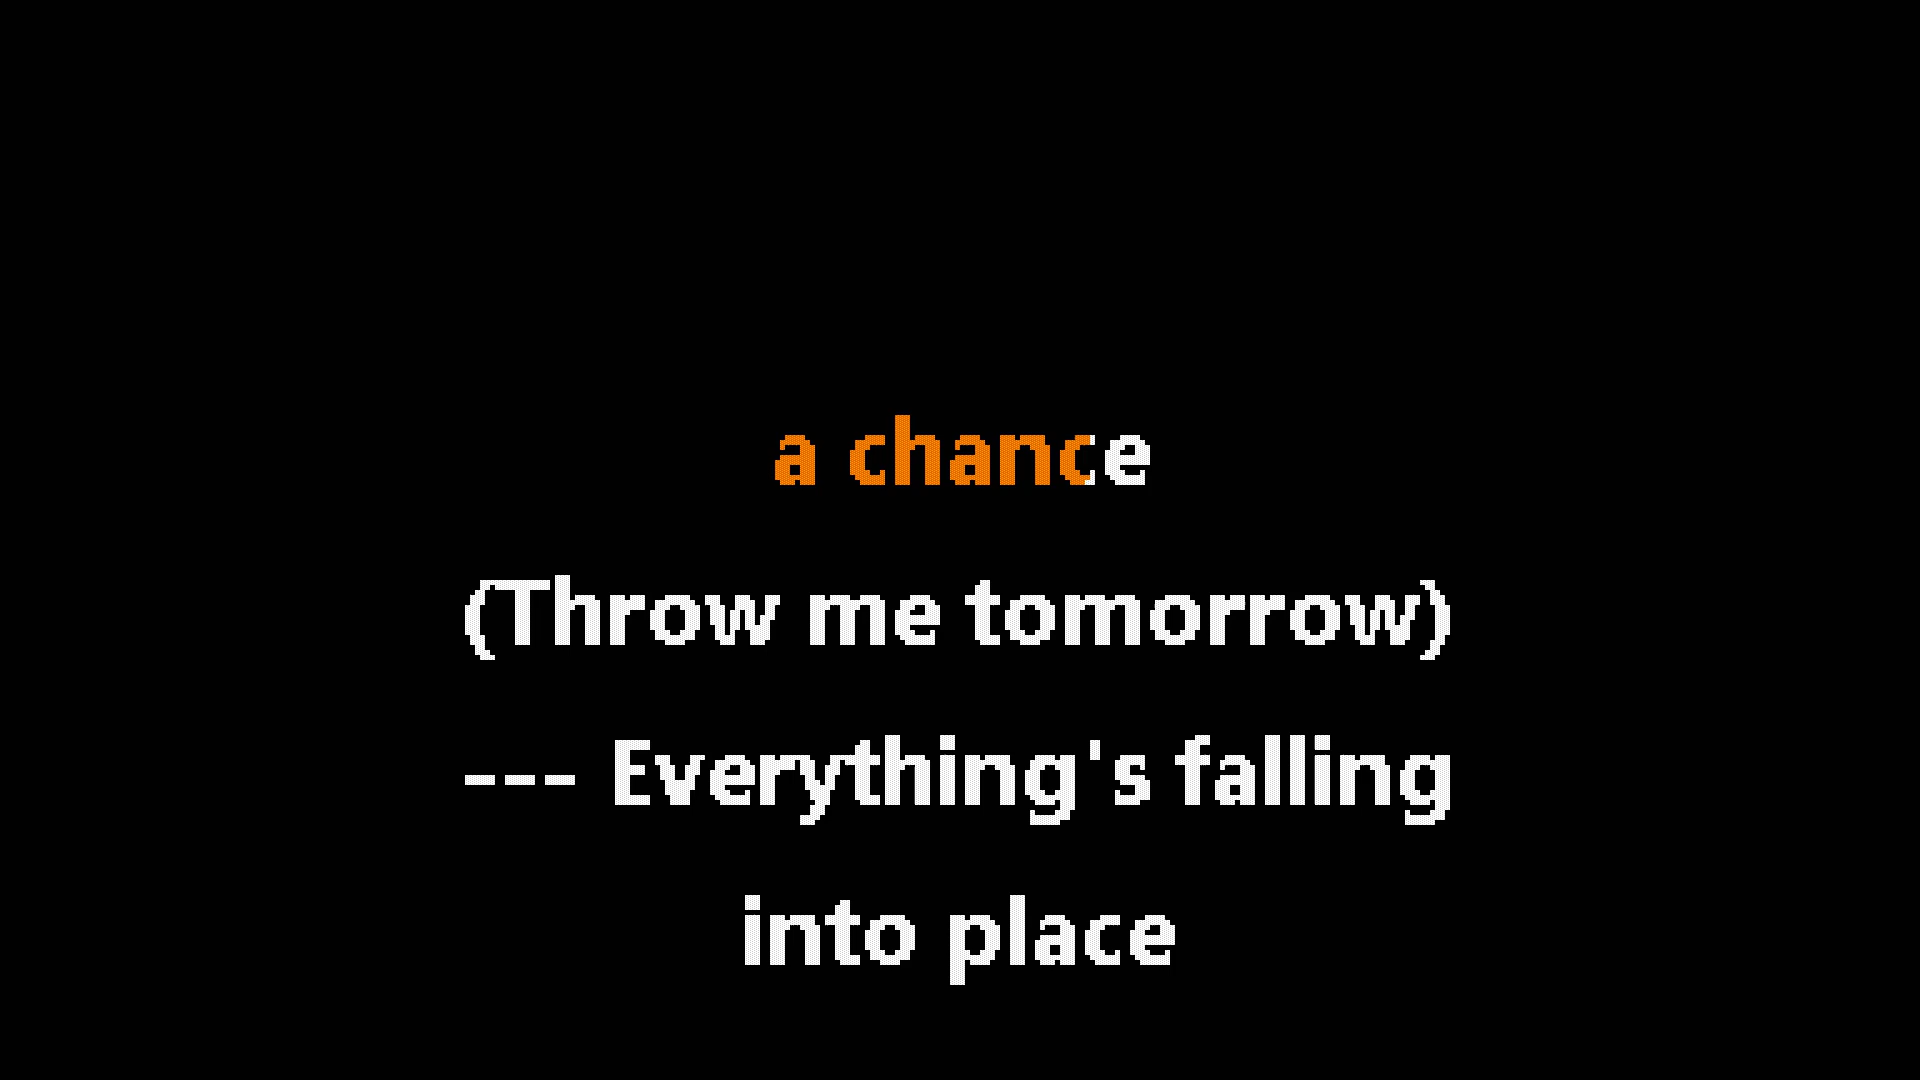 a chance
(Throw me tomorrow)
--- Everything's falling
into place